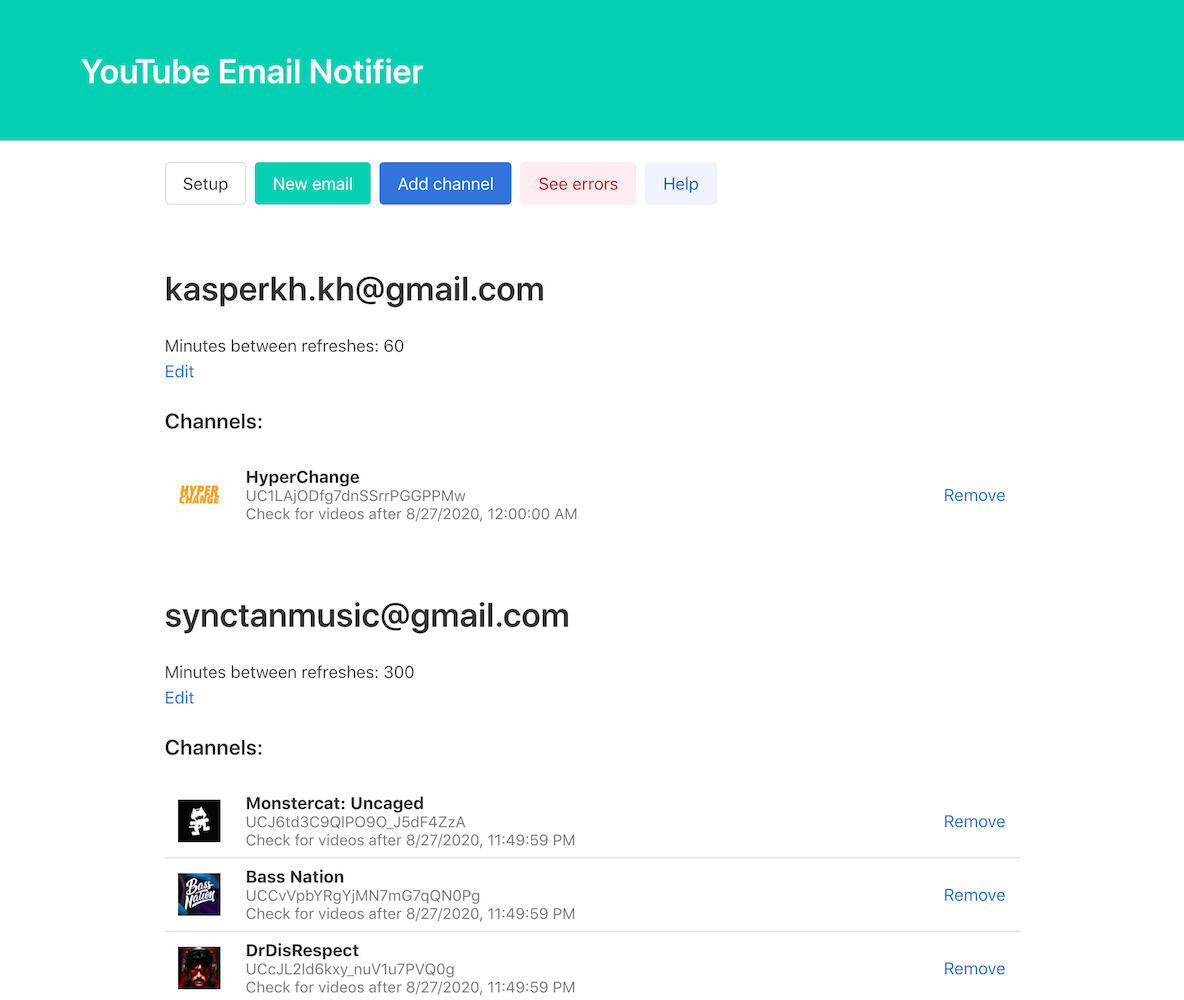 YouTube Email Notifier
Setup New email Add channel See errors Help
kasperkh.kh@gmail.com
Minutes between refreshes: 60
Edit
Channels:
HYPER
CHANGE
HyperChange
UC1LAjODfg7dnSSrrPGGPPMw
Check for videos after 8/27/2020, 12:00:00 AM
Remove
synctanmusic@gmail.com
Minutes between refreshes: 300
Edit
Channels:
Monstercat: Uncaged
UCJ6td3C9QlPO9O_J5dF4ZzA
Check for videos after 8/27/2020, 11:49:59 PM
Remove
Bass
Nation
Bass Nation
UCCvVpbYRgYjMN7mG7qQN0Pg
Check for videos after 8/27/2020, 11:49:59 PM
Remove
DrDisRespect
UCcJL2ld6kxy_nuV1u7PVQ0g
Check for videos after 8/27/2020, 11:49:59 PM
Remove